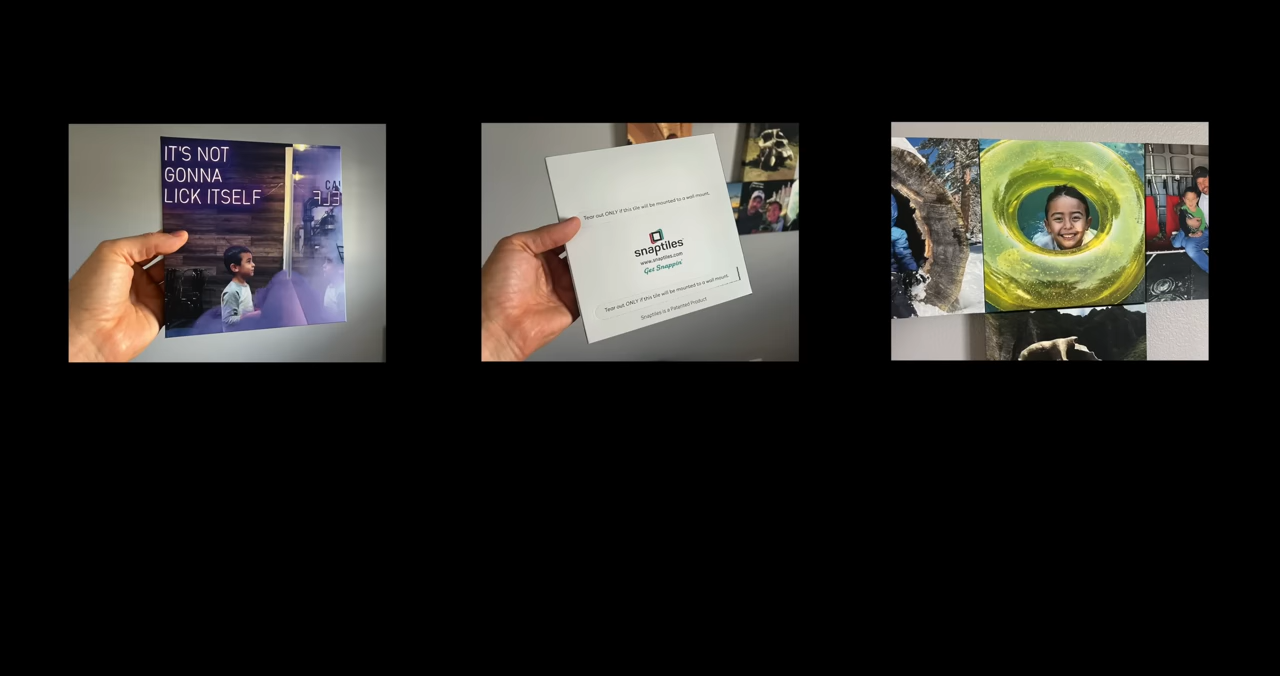 IT'S NOT
GONNA
LICK ITSELF
Tear out ONLY if this tile will be mounted to a wall mount.
snaptiles
www.snaptiles.com
Get Snappin'
Tear out ONLY if this tile will be mounted to a wall mount.
Snaptiles is a Patented Product